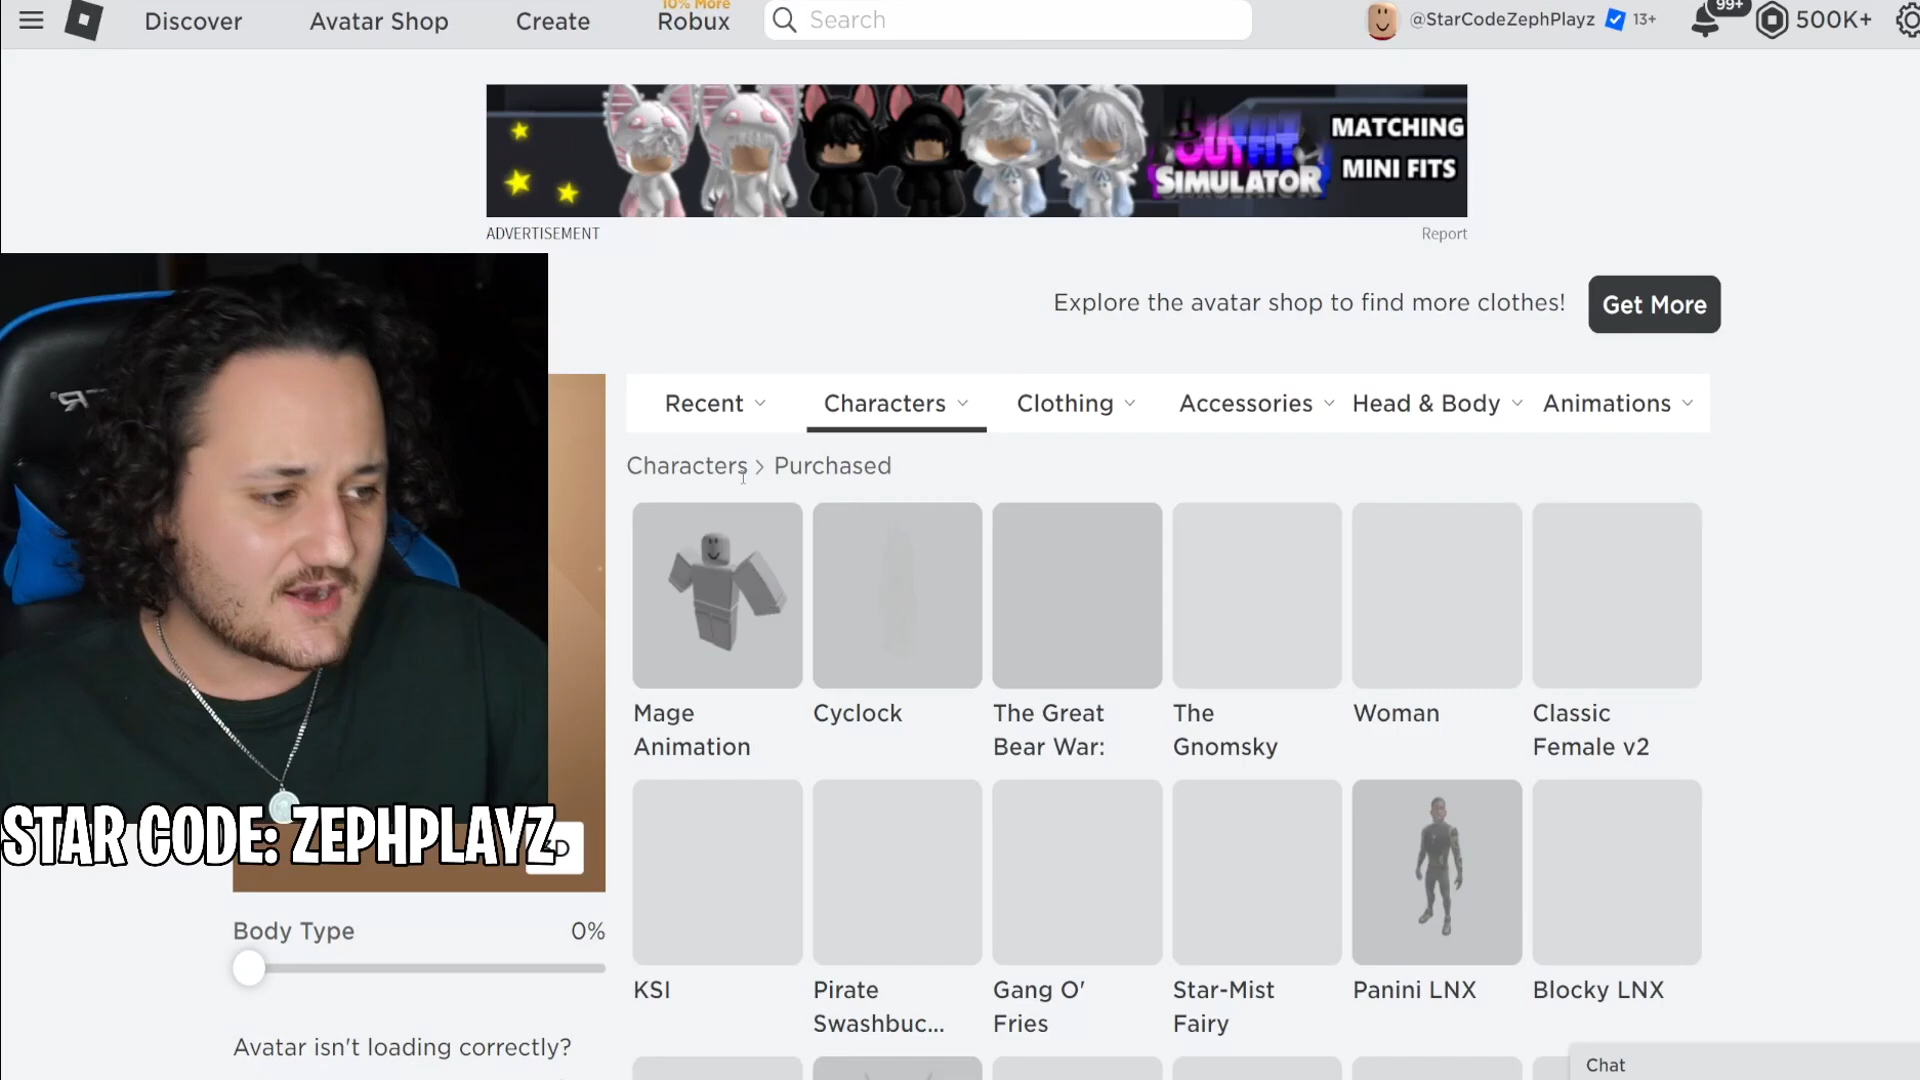 Discover
Avatar Shop
Create
10% More
Robux
Search
@StarCodeZephPlayz
13+
99+
500K+
OUTFIT
SIMULATOR
MATCHING
MINI FITS
ADVERTISEMENT
Report
Explore the avatar shop to find more clothes!
Get More
Recent
Characters
Clothing
Accessories
Head & Body
Animations
Characters > Purchased
Mage
Animation
Cyclock
The Great
Bear War:
The
Gnomsky
Woman
Classic
Female v2
STAR CODE: ZEPHPLAYZ
KSI
Pirate
Swashbuc...
Gang O'
Fries
Star-Mist
Fairy
Panini LNX
Blocky LNX
Body Type
0%
Avatar isn't loading correctly?
Chat